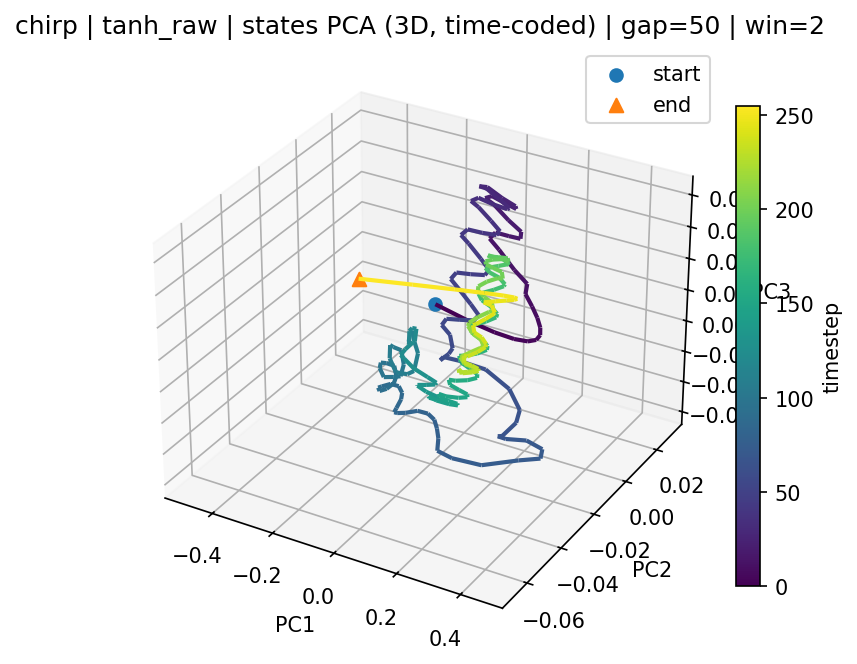 chirp | tanh_raw | states PCA (3D, time-coded) | gap=50 | win=2
start
end
250
200
150
100
50
0
timestep
PC3
0.02
0.00
−0.02
−0.04
−0.06
PC2
−0.4
−0.2
0.0
0.2
0.4
PC1